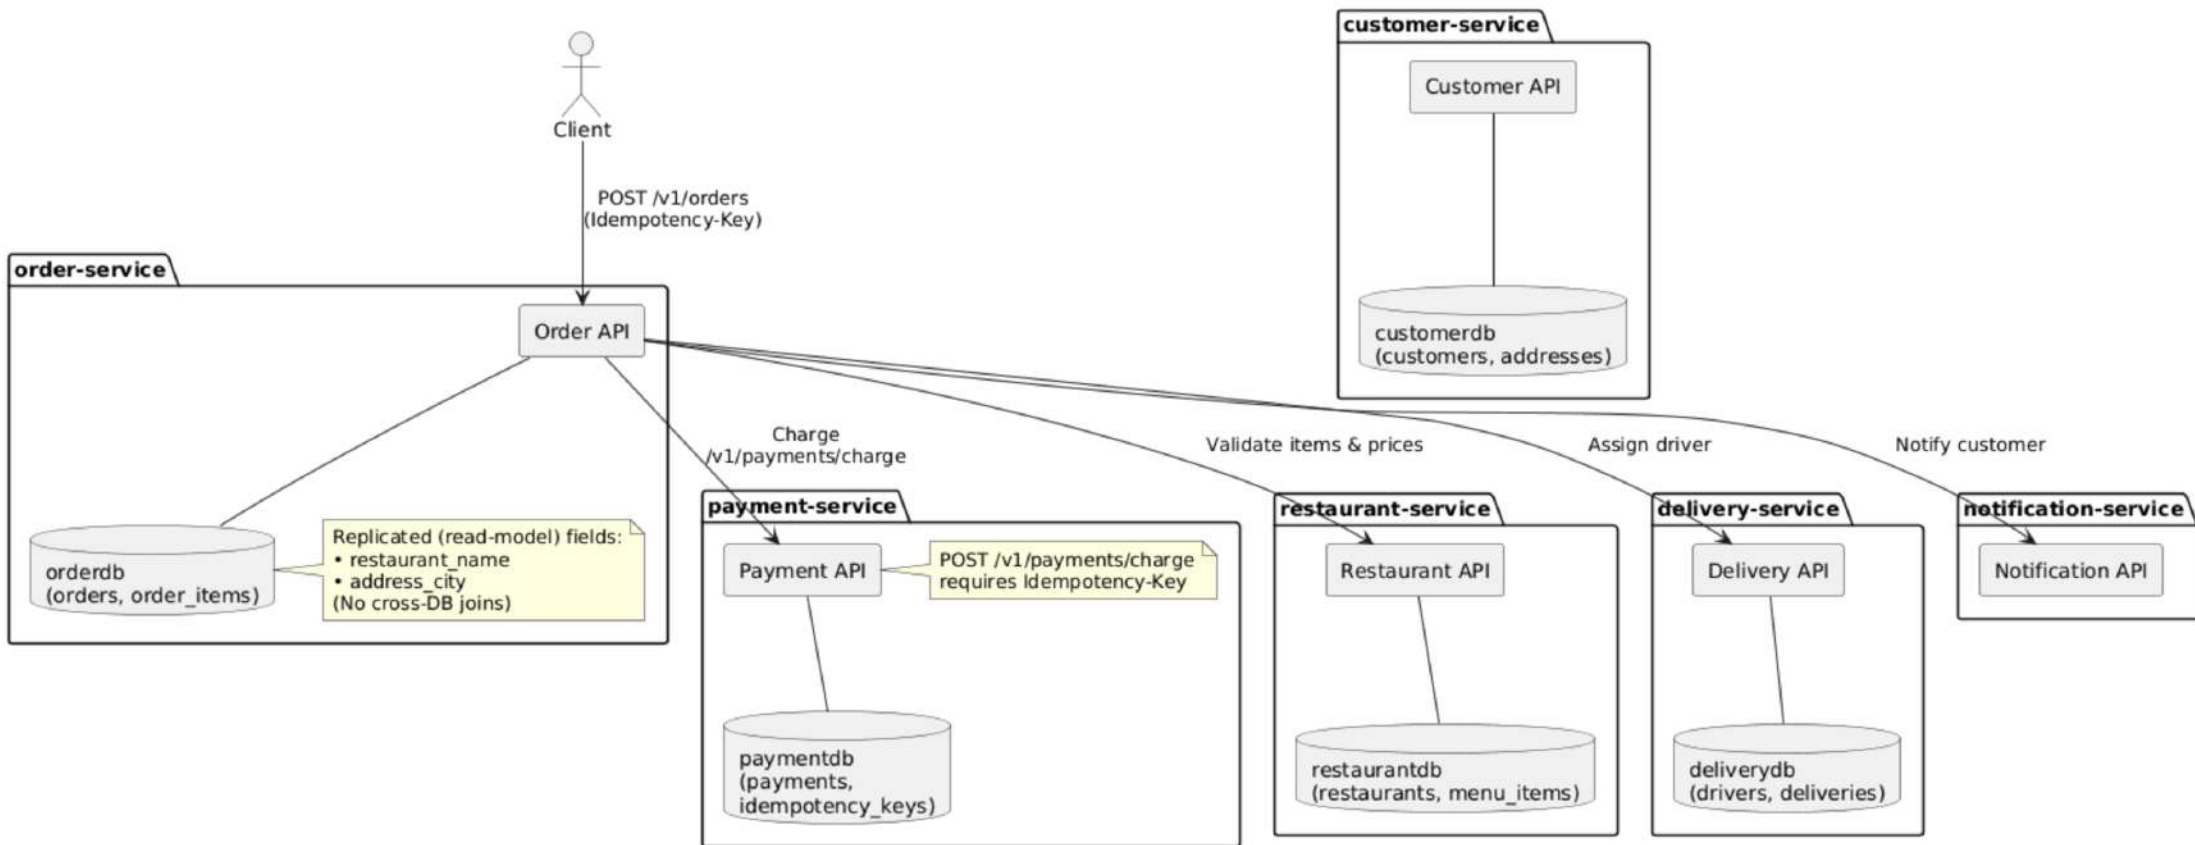 customer-service
Customer API
customerdb
(customers, addresses)
Client
POST /v1/orders
(Idempotency-Key)
order-service
Order API
orderdb
(orders, order_items)
Replicated (read-model) fields:
• restaurant_name
• address_city
(No cross-DB joins)
Charge
/v1/payments/charge
Validate items & prices
Assign driver
Notify customer
payment-service
Payment API
POST /v1/payments/charge
requires Idempotency-Key
paymentdb
(payments,
idempotency_keys)
restaurant-service
Restaurant API
restaurantdb
(restaurants, menu_items)
delivery-service
Delivery API
deliverydb
(drivers, deliveries)
notification-service
Notification API